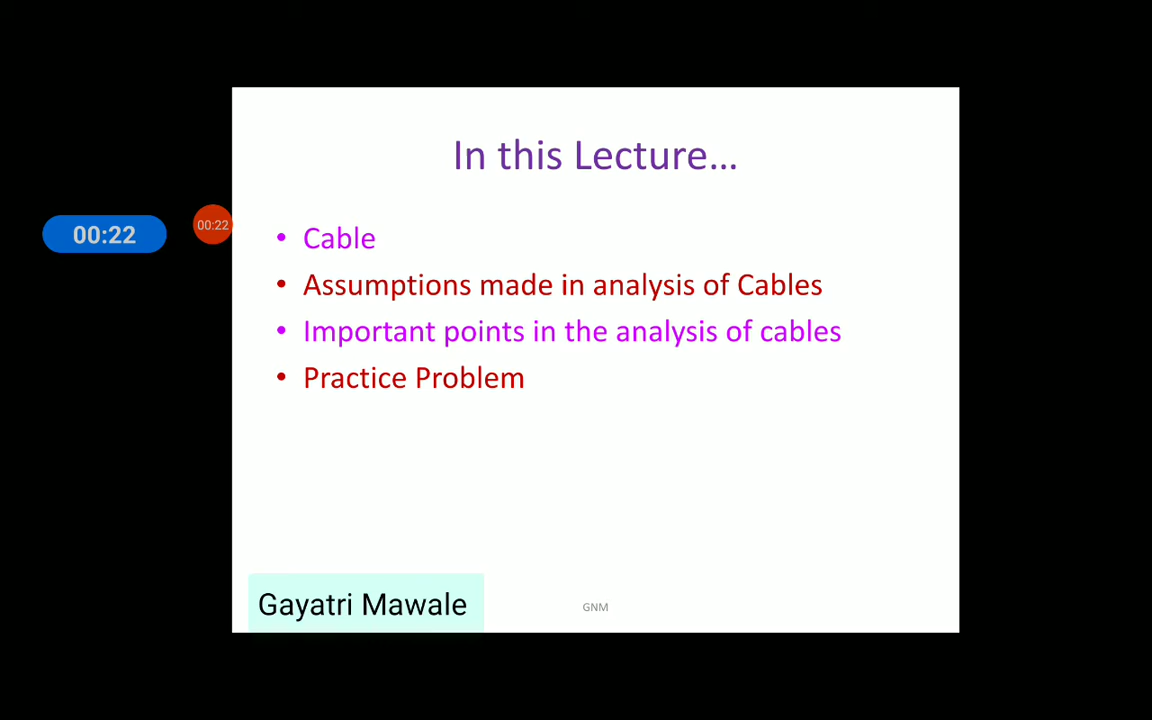 In this Lecture...
00:22
00:22
• Cable
• Assumptions made in analysis of Cables
• Important points in the analysis of cables
• Practice Problem
Gayatri Mawale
GNM